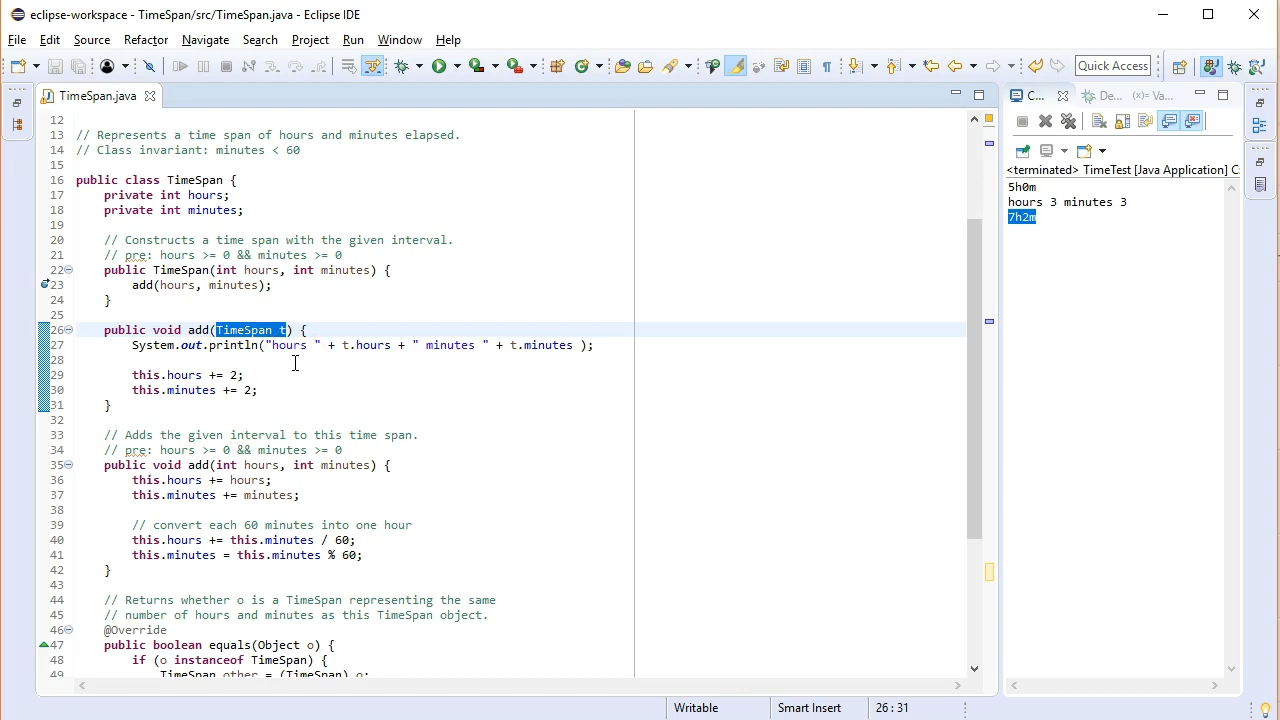 eclipse-workspace - TimeSpan/src/TimeSpan.java - Eclipse IDE
File Edit Source Refactor Navigate Search Project Run Window Help
Quick Access
TimeSpan.java
C... De... (x)= Va...
<terminated> TimeTest [Java Application] C
5h0m
hours 3 minutes 3
7h2m
12
13 // Represents a time span of hours and minutes elapsed.
14 // Class invariant: minutes < 60
15
16 public class TimeSpan {
17 private int hours;
18 private int minutes;
19
20 // Constructs a time span with the given interval.
21 // pre: hours >= 0 && minutes >= 0
22 public TimeSpan(int hours, int minutes) {
23 add(hours, minutes);
24 }
25
26 public void add(TimeSpan t) {
27 System.out.println("hours " + t.hours + " minutes " + t.minutes );
28
29 this.hours += 2;
30 this.minutes += 2;
31 }
32
33 // Adds the given interval to this time span.
34 // pre: hours >= 0 && minutes >= 0
35 public void add(int hours, int minutes) {
36 this.hours += hours;
37 this.minutes += minutes;
38
39 // convert each 60 minutes into one hour
40 this.hours += this.minutes / 60;
41 this.minutes = this.minutes % 60;
42 }
43
44 // Returns whether o is a TimeSpan representing the same
45 // number of hours and minutes as this TimeSpan object.
46 @Override
47 public boolean equals(Object o) {
48 if (o instanceof TimeSpan) {
49 TimeSpan other = (TimeSpan) o;
Writable Smart Insert 26 : 31